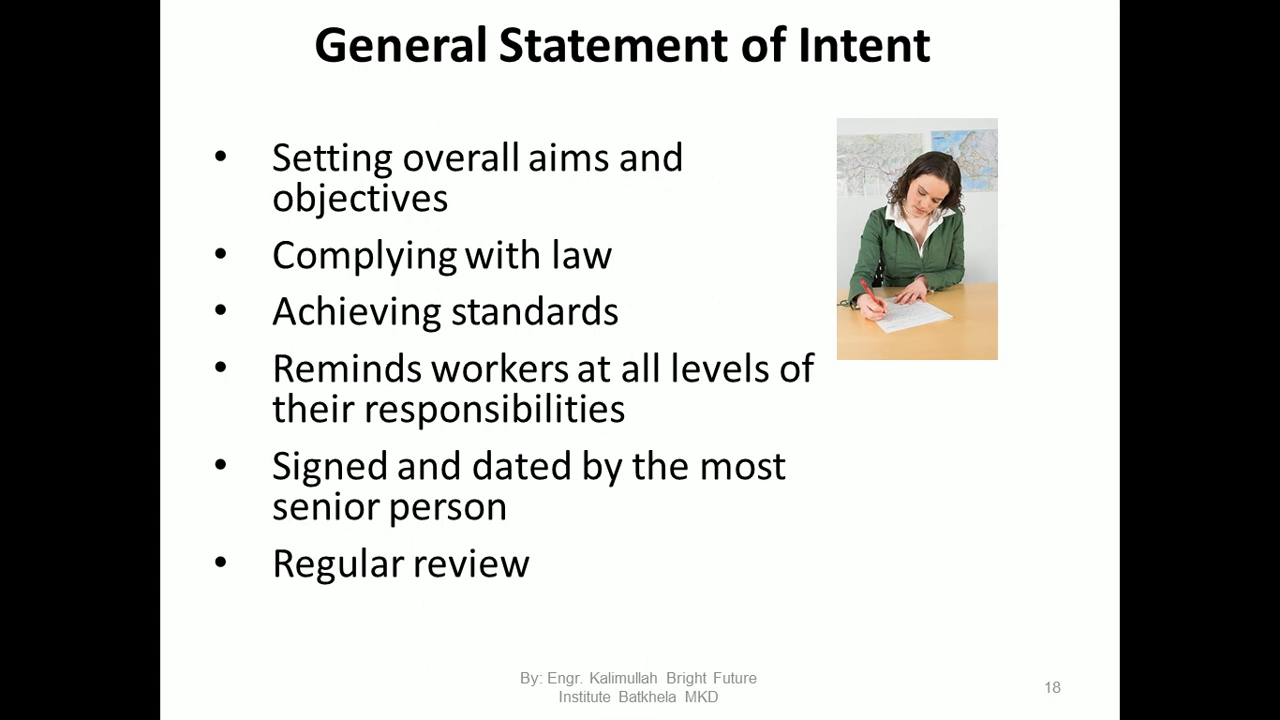 General Statement of Intent
• Setting overall aims and
objectives
• Complying with law
• Achieving standards
• Reminds workers at all levels of
their responsibilities
• Signed and dated by the most
senior person
• Regular review
By: Engr. Kalimullah Bright Future
Institute Batkhela MKD
18